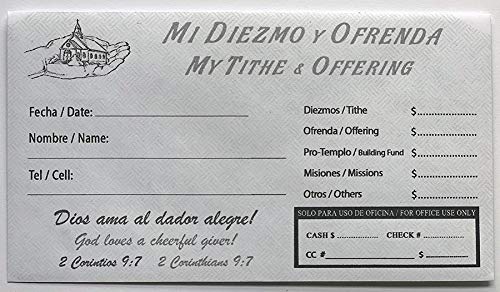 MI DIEZMO Y OFRENDA
MY TITHE & OFFERING
Fecha / Date:
Nombre / Name:
Tel / Cell:
Diezmos / Tithe $
Ofrenda / Offering $
Pro-Templo / Building Fund $
Misiones / Missions $
Otros / Others $
Dios ama al dador alegre!
God loves a cheerful giver!
2 Corintios 9:7 2 Corinthians 9:7
SOLO PARA USO DE OFICINA / FOR OFFICE USE ONLY
CASH $ CHECK #
CC # $